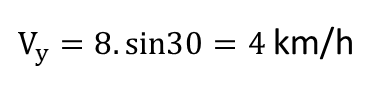 V_y = 8. sin30 = 4 km/h